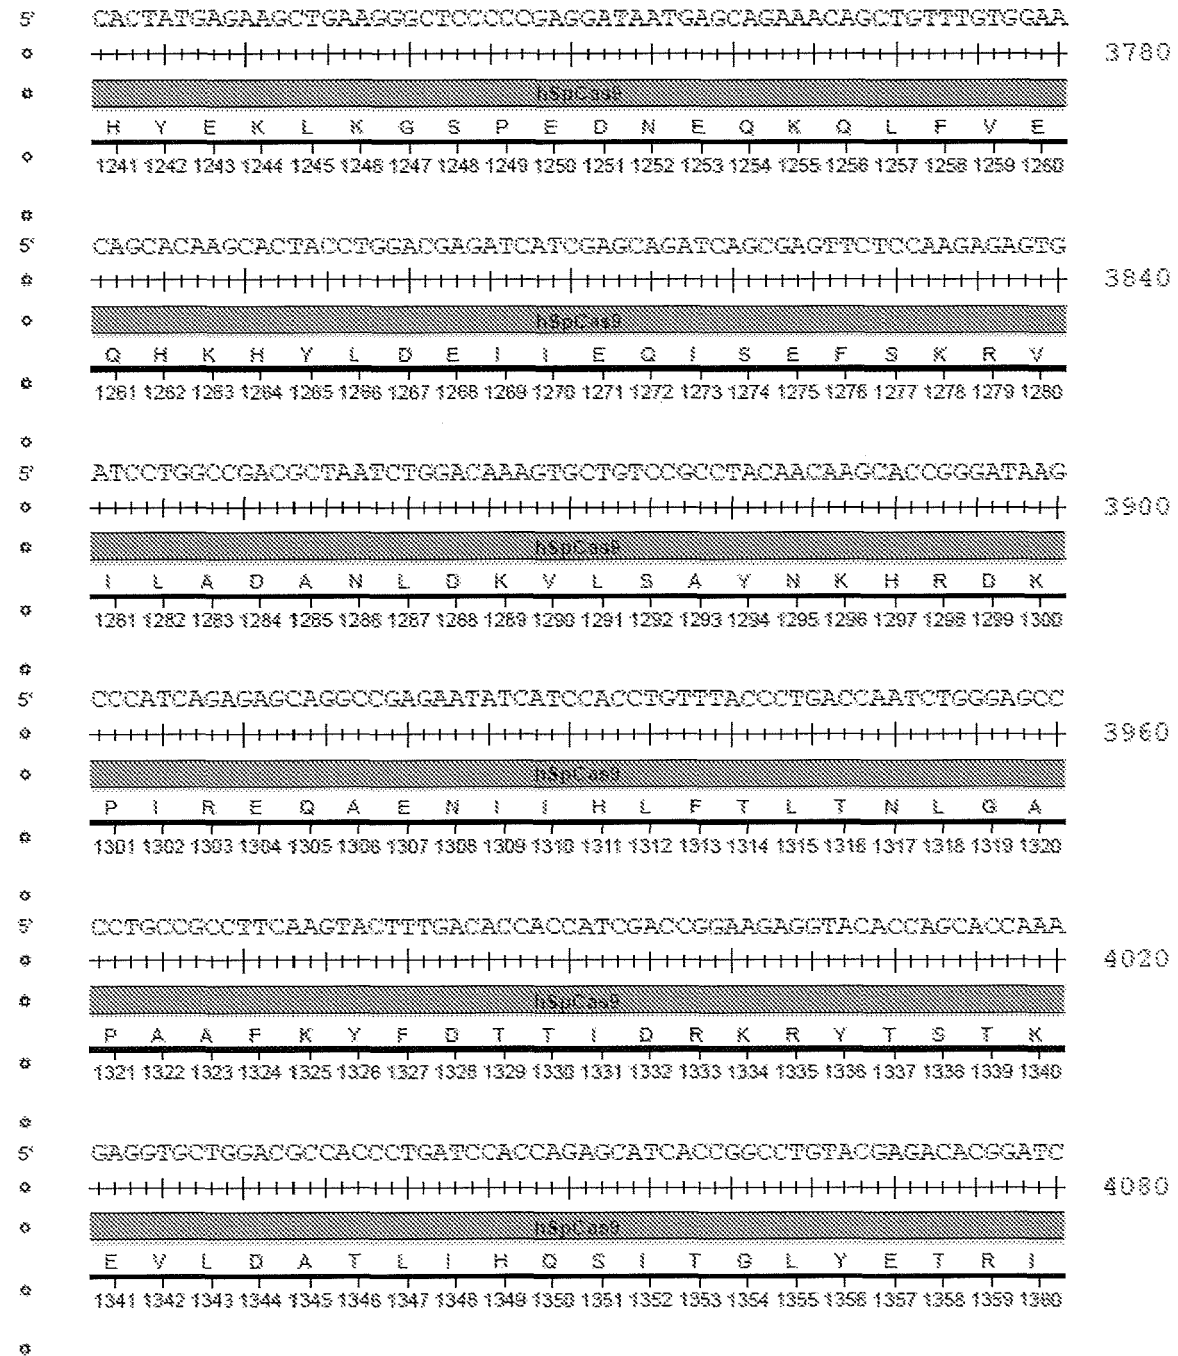 5' CACTATGAGAAGCTGAAGGGCTCCCCCGAGGATAATGAGCAGAAACAGCTGTTTGTGGAA
3780
hSpCas9
H Y E K L K G S P E D N E Q K Q L F V E
1241 1242 1243 1244 1245 1246 1247 1248 1249 1250 1251 1252 1253 1254 1255 1256 1257 1258 1259 1260
5' CAGCACAAGCACTACCTGGACGAGATCATCGAGCAGATCAGCGAGTTCTCCAAGAGAGTG
3840
hSpCas9
Q H K H Y L D E I I E Q I S E F S K R V
1261 1262 1263 1264 1265 1266 1267 1268 1269 1270 1271 1272 1273 1274 1275 1276 1277 1278 1279 1280
5' ATCCTGGCCGACGCTAATCTGGACAAAGTGCTGTCCGCCTACAACAAGCACCGGGATAAG
3900
hSpCas9
I L A D A N L D K V L S A Y N K H R D K
1281 1282 1283 1284 1285 1286 1287 1288 1289 1290 1291 1292 1293 1294 1295 1296 1297 1298 1299 1300
5' CCCATCAGAGAGCAGGCCGAGAATATCATCCACCTGTTTACCCTGACCAATCTGGGAGCC
3960
hSpCas9
P I R E Q A E N I I H L F T L T N L G A
1301 1302 1303 1304 1305 1306 1307 1308 1309 1310 1311 1312 1313 1314 1315 1316 1317 1318 1319 1320
5' CCTGCCGCCTTCAAGTACTTTGACACCACCATCGACCGGAAGAGGTACACCAGCACCAAA
4020
hSpCas9
P A A F K Y F D T T I D R K R Y T S T K
1321 1322 1323 1324 1325 1326 1327 1328 1329 1330 1331 1332 1333 1334 1335 1336 1337 1338 1339 1340
5' GAGGTGCTGGACGCCACCCTGATCCACCAGAGCATCACCGGCCTGTACGAGACACGGATC
4080
hSpCas9
E V L D A T L I H Q S I T G L Y E T R I
1341 1342 1343 1344 1345 1346 1347 1348 1349 1350 1351 1352 1353 1354 1355 1356 1357 1358 1359 1360